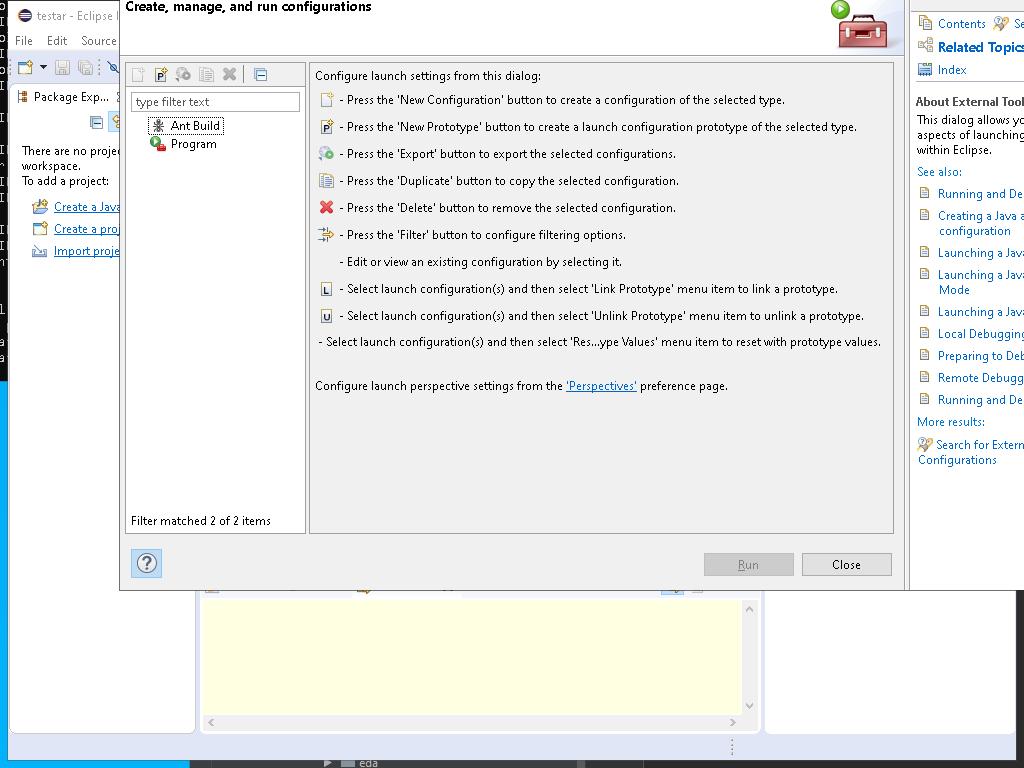 Create, manage, and run configurations
testar - Eclipse I
File Edit Source
Package Exp...
There are no proje
workspace.
To add a project:
Create a Java
Create a proj
Import proje
type filter text
Ant Build
Program
Filter matched 2 of 2 items
Configure launch settings from this dialog:
- Press the 'New Configuration' button to create a configuration of the selected type.
P - Press the 'New Prototype' button to create a launch configuration prototype of the selected type.
- Press the 'Export' button to export the selected configurations.
- Press the 'Duplicate' button to copy the selected configuration.
- Press the 'Delete' button to remove the selected configuration.
- Press the 'Filter' button to configure filtering options.
- Edit or view an existing configuration by selecting it.
L - Select launch configuration(s) and then select 'Link Prototype' menu item to link a prototype.
U - Select launch configuration(s) and then select 'Unlink Prototype' menu item to unlink a prototype.
- Select launch configuration(s) and then select 'Res...ype Values' menu item to reset with prototype values.
Configure launch perspective settings from the 'Perspectives' preference page.
?
Run
Close
Contents Se
Related Topics
Index
About External Tool
This dialog allows yo
aspects of launching
within Eclipse.
See also:
Running and De
Creating a Java a
configuration
Launching a Java
Launching a Java
Mode
Launching a Java
Local Debugging
Preparing to Deb
Remote Debugg
Running and De
More results:
Search for Extern
Configurations
eda